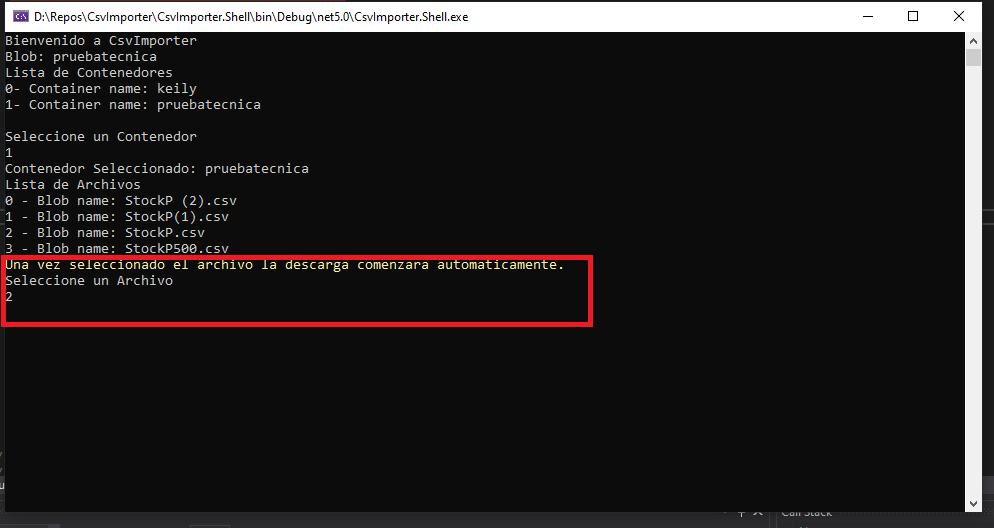 D:\Repos\CsvImporter\CsvImporter.Shell\bin\Debug\net5.0\CsvImporter.Shell.exe
Bienvenido a CsvImporter
Blob: pruebatecnica
Lista de Contenedores
0- Container name: keily
1- Container name: pruebatecnica
Seleccione un Contenedor
1
Contenedor Seleccionado: pruebatecnica
Lista de Archivos
0 - Blob name: StockP (2).csv
1 - Blob name: StockP(1).csv
2 - Blob name: StockP.csv
3 - Blob name: StockP500.csv
Una vez seleccionado el archivo la descarga comenzara automaticamente.
Seleccione un Archivo
2
Call Stack